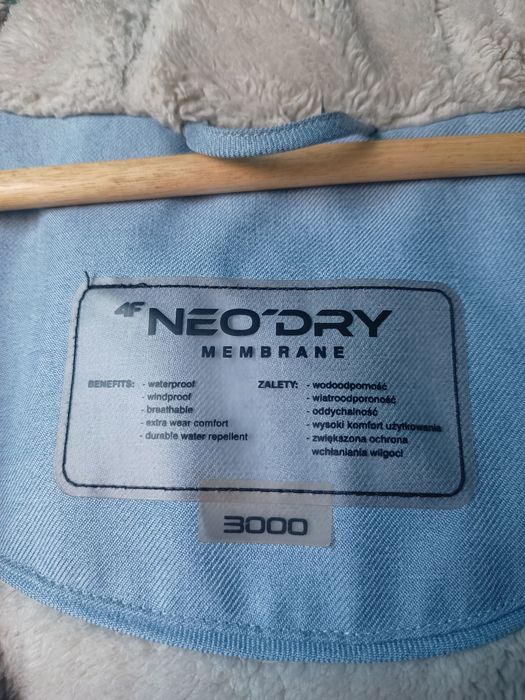 4F NEO'DRY
MEMBRANE
BENEFITS: - waterproof
- windproof
- breathable
- extra wear comfort
- durable water repellent
ZALETY: - wodoodporność
- wiatroodporoność
- oddychalność
- wysoki komfort użytkowania
- zwiększona ochrona
wchłaniania wilgoci
3000